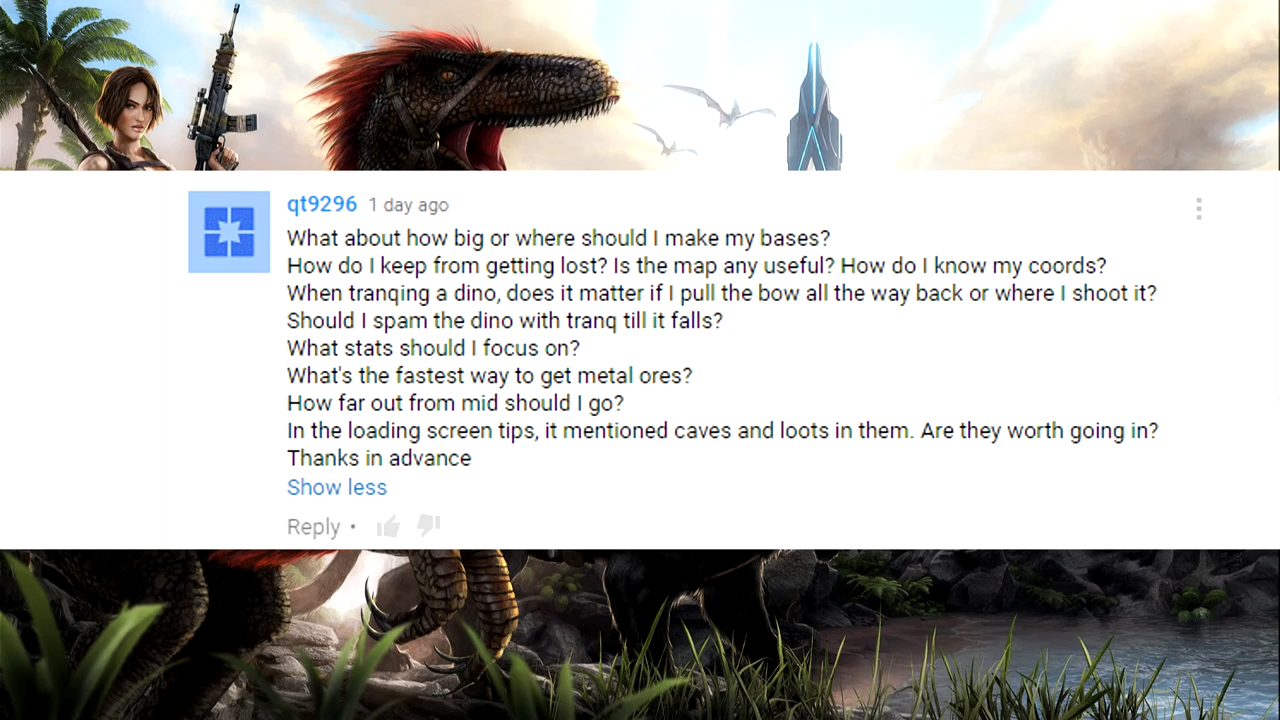 qt9296 1 day ago
What about how big or where should I make my bases?
How do I keep from getting lost? Is the map any useful? How do I know my coords?
When tranqing a dino, does it matter if I pull the bow all the way back or where I shoot it?
Should I spam the dino with tranq till it falls?
What stats should I focus on?
What's the fastest way to get metal ores?
How far out from mid should I go?
In the loading screen tips, it mentioned caves and loots in them. Are they worth going in?
Thanks in advance
Show less
Reply •